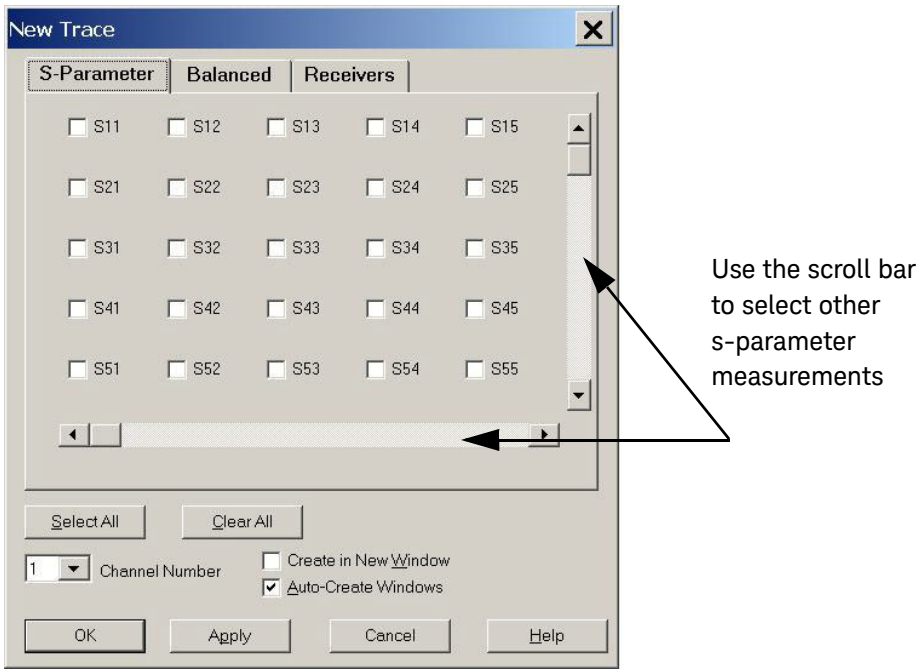 New Trace
S-Parameter Balanced Receivers
S11 S12 S13 S14 S15
S21 S22 S23 S24 S25
S31 S32 S33 S34 S35
S41 S42 S43 S44 S45
S51 S52 S53 S54 S55
Use the scroll bar
to select other
s-parameter
measurements
Select All Clear All
1 Channel Number
Create in New Window
Auto-Create Windows
OK Apply Cancel Help